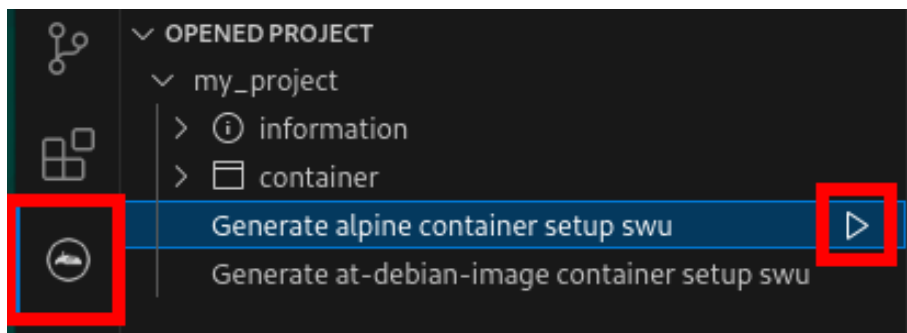 OPENED PROJECT
my_project
information
container
Generate alpine container setup swu
Generate at-debian-image container setup swu